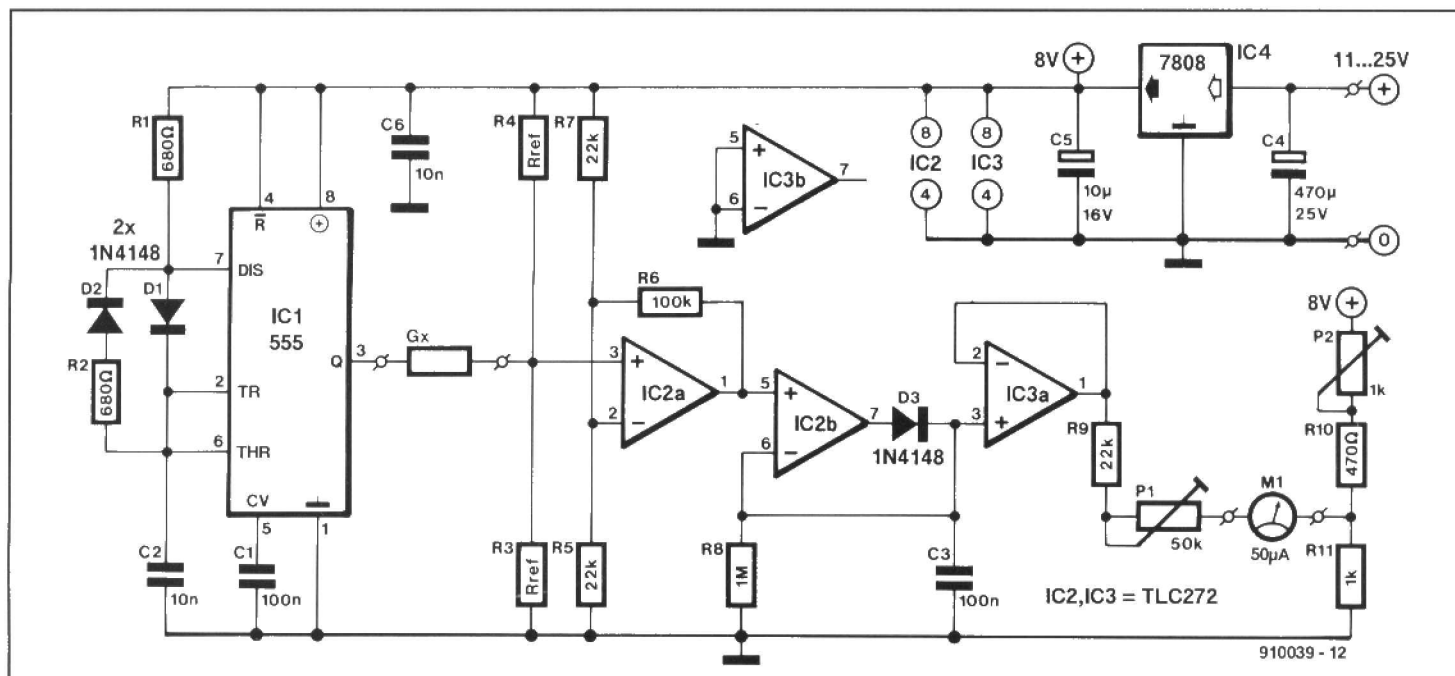 8V
7808
IC4
11...25V
R1
680Ω
C6
10n
R4
Rref
R7
22k
5
6
7
IC3b
8
IC2
4
8
IC3
4
C5
10µ
16V
C4
470µ
25V
0
2x
1N4148
4
R
8
7
DIS
D2
D1
IC1
555
R2
680Ω
2
TR
6
THR
Q
3
Gx
CV
5
1
R6
100k
3
2
IC2a
1
5
6
IC2b
7
D3
1N4148
2
3
IC3a
1
R9
22k
P1
50k
M1
50µA
8V
P2
1k
R10
470Ω
R11
1k
C2
10n
C1
100n
R3
Rref
R5
22k
R8
1M
C3
100n
IC2,IC3 = TLC272
910039 - 12